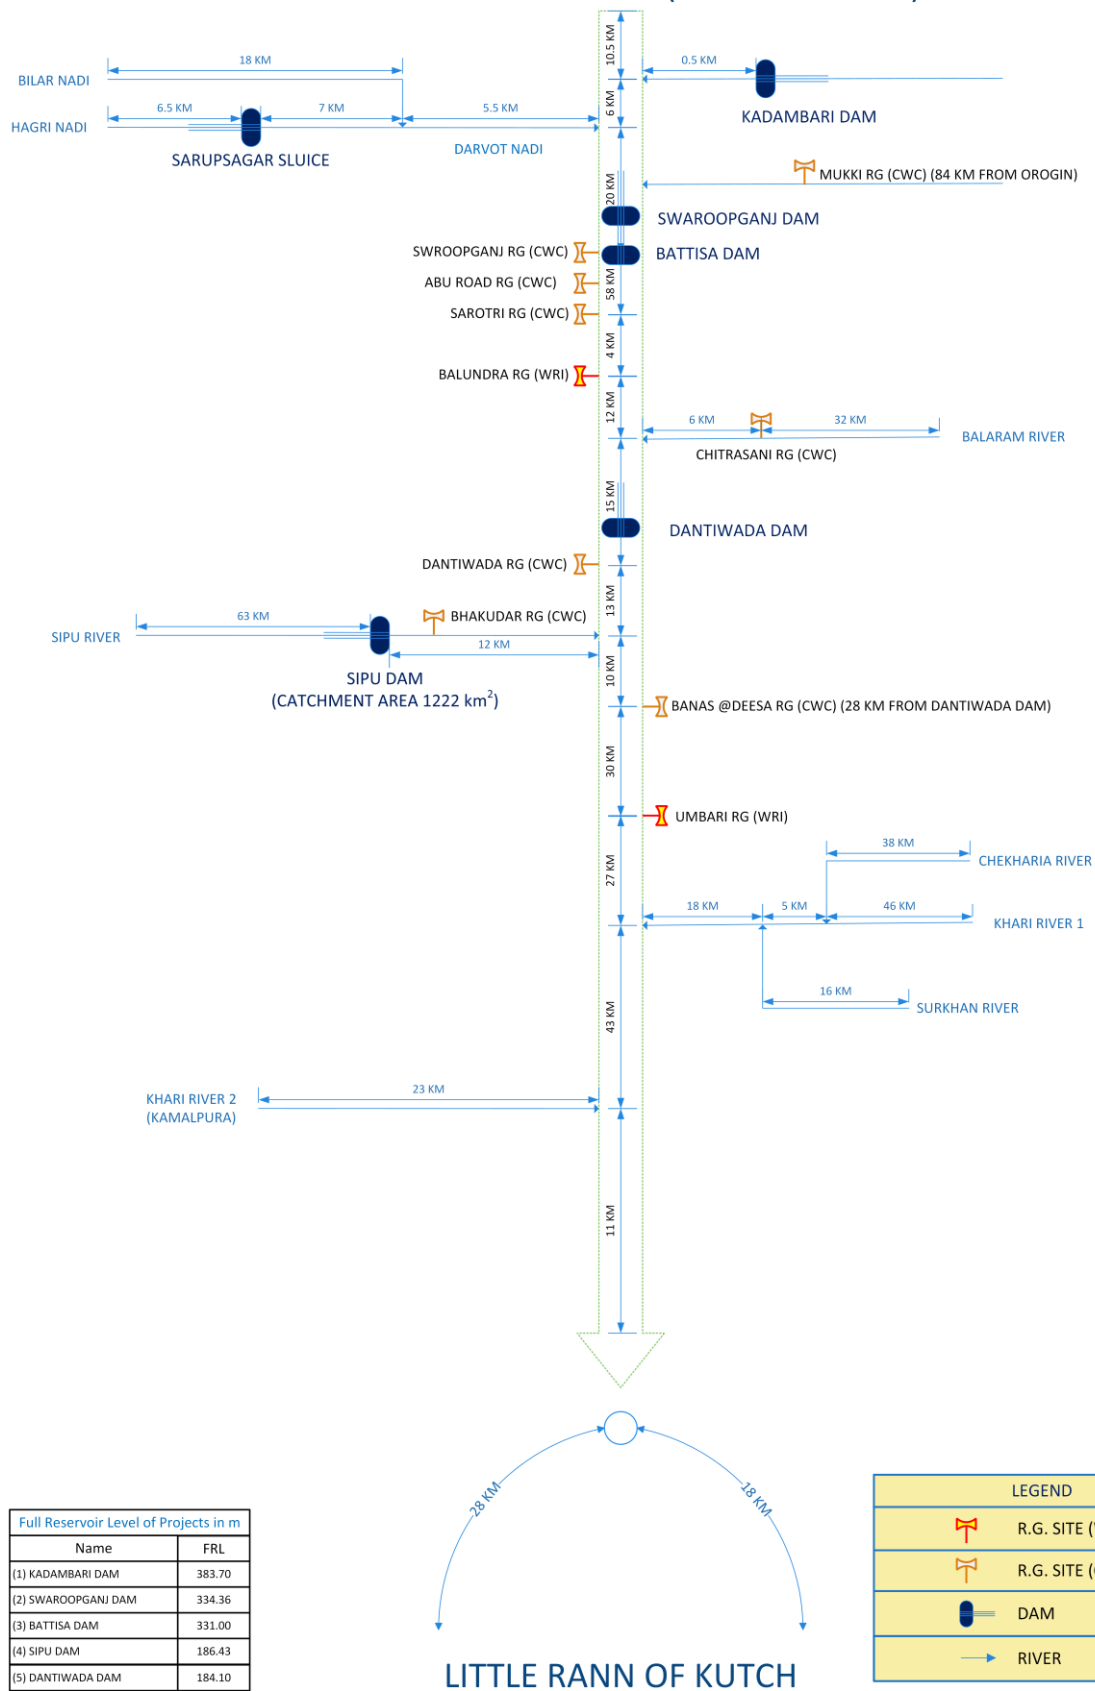 10.5 KM
18 KM
0.5 KM
BILAR NADI
6.5 KM
7 KM
5.5 KM
6 KM
KADAMBARI DAM
HAGRI NADI
DARVOT NADI
SARUPSAGAR SLUICE
MUKKI RG (CWC) (84 KM FROM OROGIN)
20 KM
SWAROOPGANJ DAM
SWROOPGANJ RG (CWC)
BATTISA DAM
ABU ROAD RG (CWC)
58 KM
SAROTRI RG (CWC)
4 KM
BALUNDRA RG (WRI)
12 KM
6 KM
32 KM
BALARAM RIVER
CHITRASANI RG (CWC)
15 KM
DANTIWADA DAM
DANTIWADA RG (CWC)
13 KM
63 KM
BHAKUDAR RG (CWC)
SIPU RIVER
12 KM
SIPU DAM
(CATCHMENT AREA 1222 km²)
10 KM
BANAS @DEESA RG (CWC) (28 KM FROM DANTIWADA DAM)
30 KM
UMBARI RG (WRI)
38 KM
CHEKHARIA RIVER
27 KM
18 KM
5 KM
46 KM
KHARI RIVER 1
16 KM
SURKHAN RIVER
43 KM
23 KM
KHARI RIVER 2
(KAMALPURA)
11 KM
28 KM
18 KM
LITTLE RANN OF KUTCH
Full Reservoir Level of Projects in m
Name FRL
(1) KADAMBARI DAM 383.70
(2) SWAROOPGANJ DAM 334.36
(3) BATTISA DAM 331.00
(4) SIPU DAM 186.43
(5) DANTIWADA DAM 184.10
LEGEND
R.G. SITE (
R.G. SITE (
DAM
RIVER